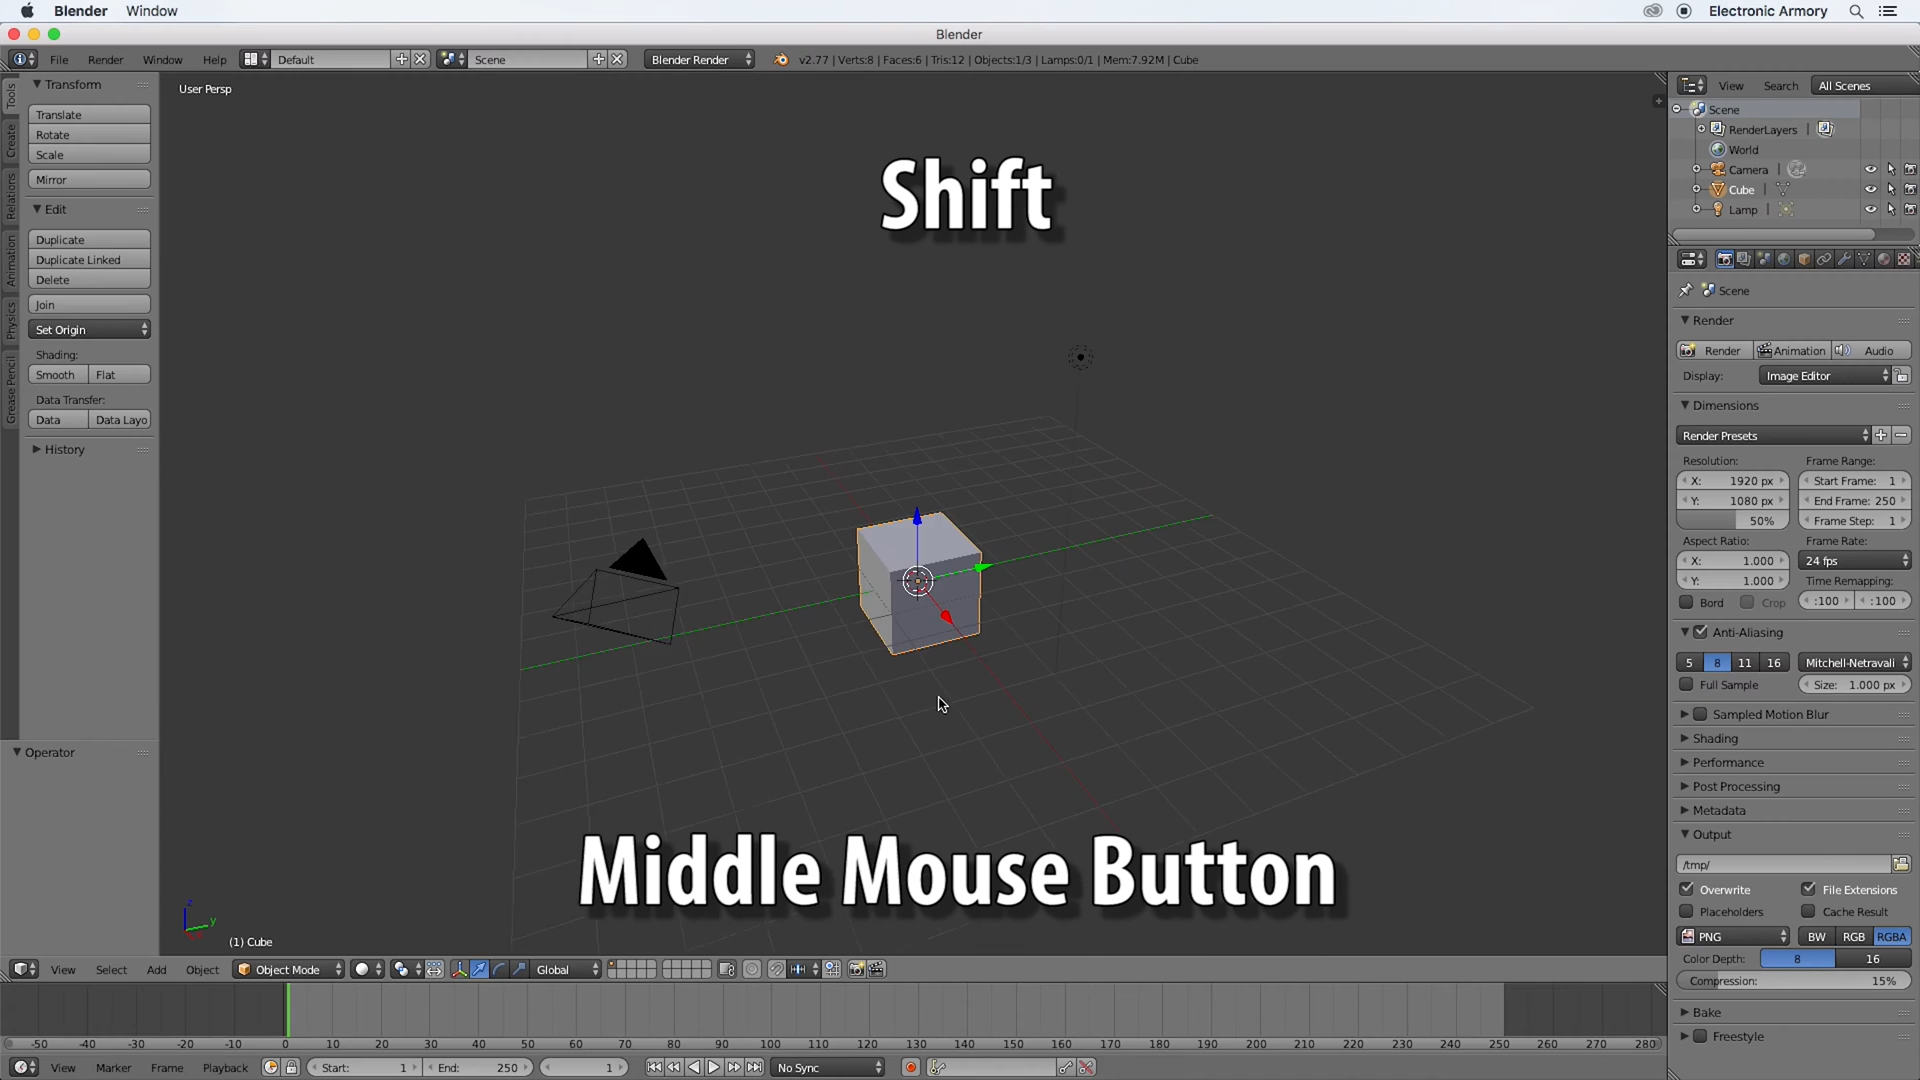 Blender Window Electronic Armory
Blender
File Render Window Help Default Scene Blender Render v2.77 | Verts:8 | Faces:6 | Tris:12 | Objects:1/3 | Lamps:0/1 | Mem:7.92M | Cube
Tools
Create
Relations
Animation
Physics
Grease Pencil
Transform
Translate
Rotate
Scale
Mirror
Edit
Duplicate
Duplicate Linked
Delete
Join
Set Origin
Shading:
Smooth Flat
Data Transfer:
Data Data Layo
History
Operator
User Persp
Shift
Middle Mouse Button
z
y
(1) Cube
View Search All Scenes
Scene
RenderLayers |
World
Camera |
Cube |
Lamp |
Scene
Render
Render Animation Audio
Display: Image Editor
Dimensions
Render Presets
Resolution: Frame Range:
X: 1920 px Start Frame: 1
Y: 1080 px End Frame: 250
50% Frame Step: 1
Aspect Ratio: Frame Rate:
X: 1.000 24 fps
Y: 1.000 Time Remapping:
Bord Crop :100 :100
Anti-Aliasing
5 8 11 16 Mitchell-Netravali
Full Sample Size: 1.000 px
Sampled Motion Blur
Shading
Performance
Post Processing
Metadata
Output
/tmp/
Overwrite File Extensions
Placeholders Cache Result
PNG BW RGB RGBA
Color Depth: 8 16
Compression: 15%
Bake
Freestyle
View Select Add Object Object Mode Global
-50 -40 -30 -20 -10 0 10 20 30 40 50 60 70 80 90 100 110 120 130 140 150 160 170 180 190 200 210 220 230 240 250 260 270 280
View Marker Frame Playback Start: 1 End: 250 1 No Sync